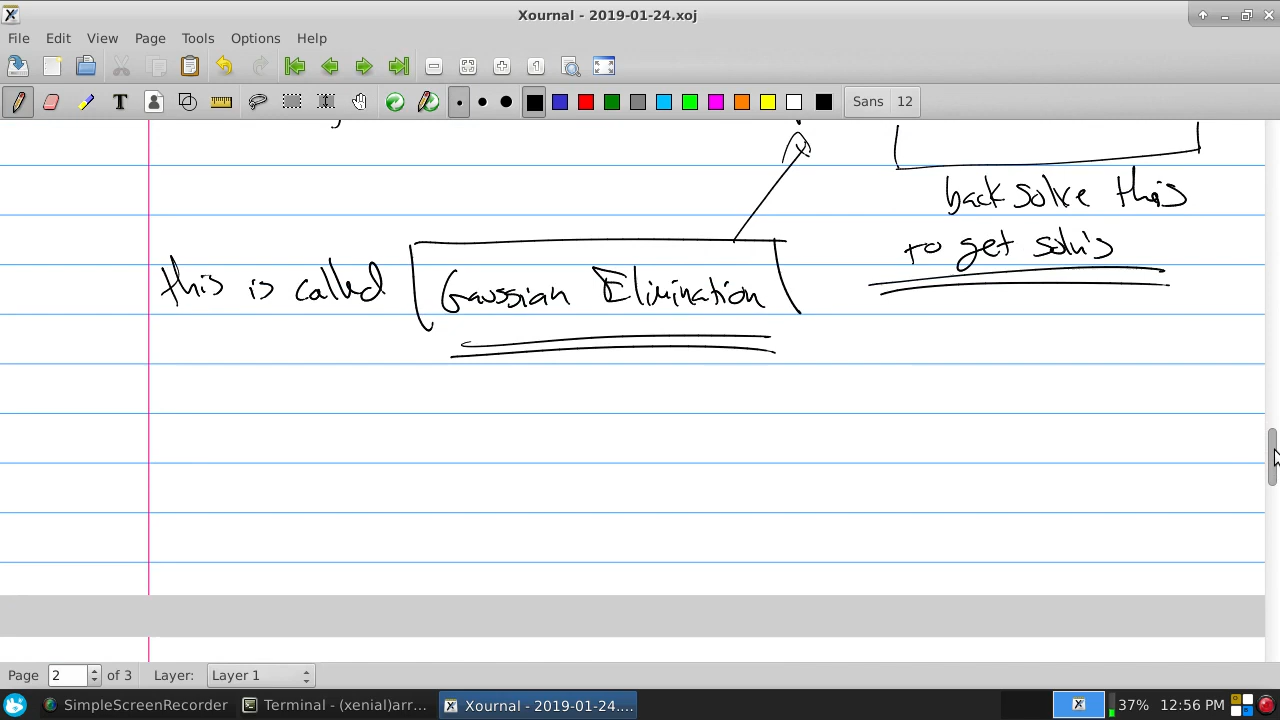 Xournal - 2019-01-24.xoj
File Edit View Page Tools Options Help
Sans 12
back solve this
to get soln's
this is called Gaussian Elimination
Page 2 of 3 Layer: Layer 1
SimpleScreenRecorder Terminal - (xenial)arr... Xournal - 2019-01-24.... 37% 12:56 PM